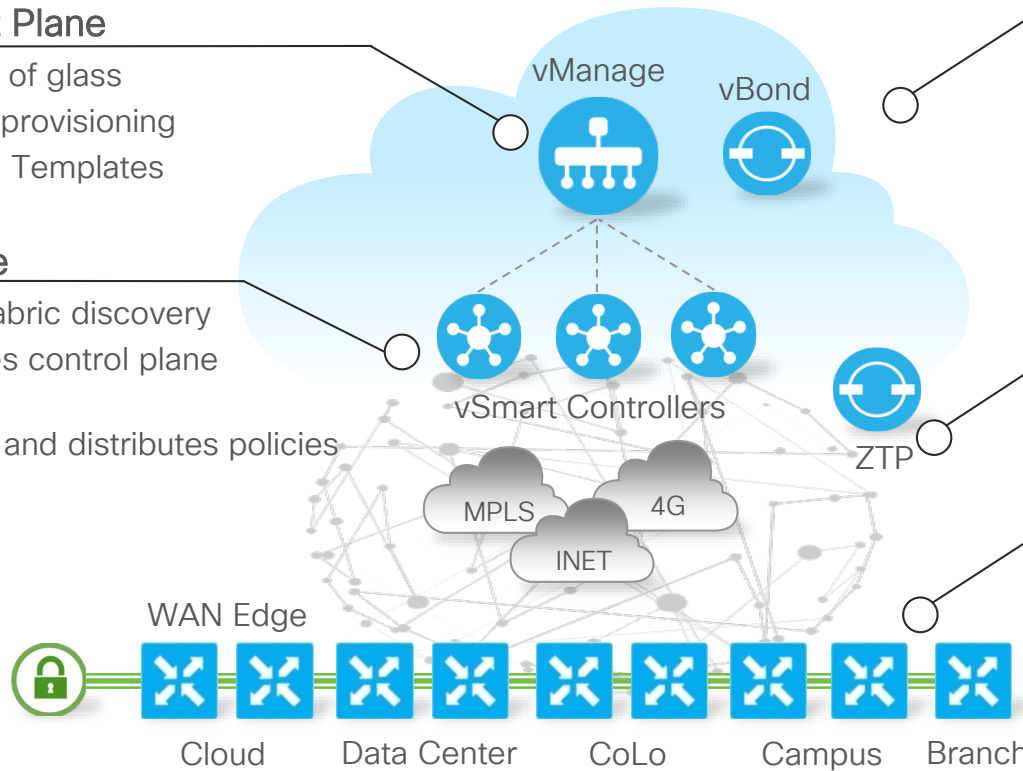 t Plane
of glass
provisioning
Templates
vManage
vBond
e
abric discovery
es control plane
and distributes policies
vSmart Controllers
ZTP
MPLS
4G
INET
WAN Edge
Cloud
Data Center
CoLo
Campus
Branch